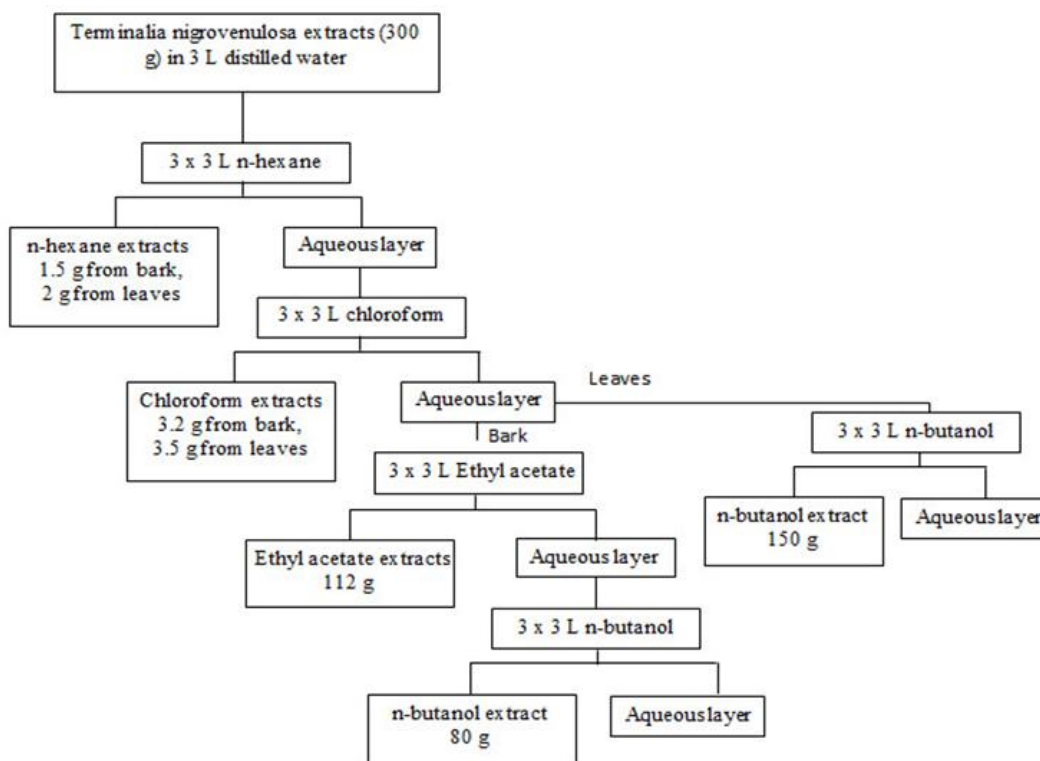 Terminalia nigrovenulosa extracts (300
g) in 3 L distilled water
3 x 3 L n-hexane
n-hexane extracts
1.5 g from bark,
2 g from leaves
Aqueous layer
3 x 3 L chloroform
Chloroform extracts
3.2 g from bark,
3.5 g from leaves
Aqueous layer
Leaves
Bark
3 x 3 L n-butanol
n-butanol extract
150 g
Aqueous layer
3 x 3 L Ethyl acetate
Ethyl acetate extracts
112 g
Aqueous layer
3 x 3 L n-butanol
n-butanol extract
80 g
Aqueous layer